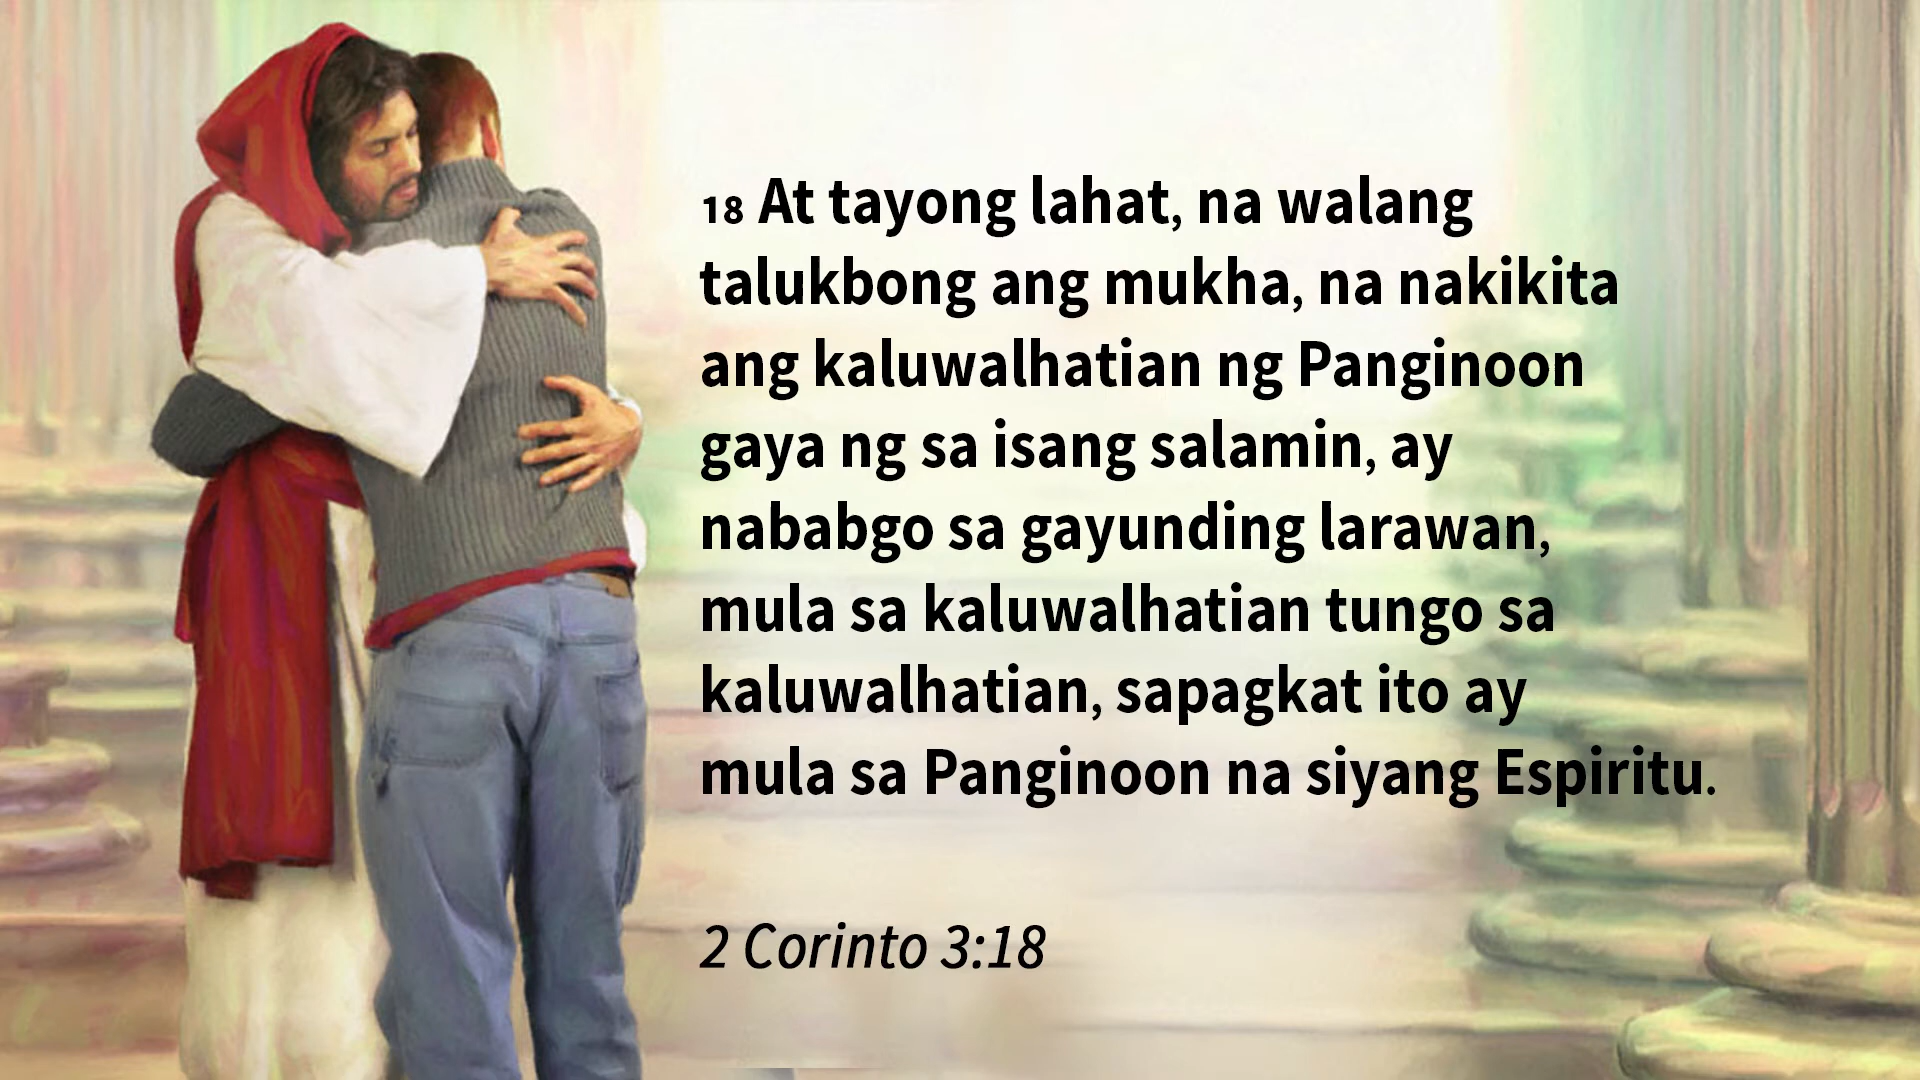 18 At tayong lahat, na walang
talukbong ang mukha, na nakikita
ang kaluwalhatian ng Panginoon
gaya ng sa isang salamin, ay
nababgo sa gayunding larawan,
mula sa kaluwalhatian tungo sa
kaluwalhatian, sapagkat ito ay
mula sa Panginoon na siyang Espiritu.
2 Corinto 3:18